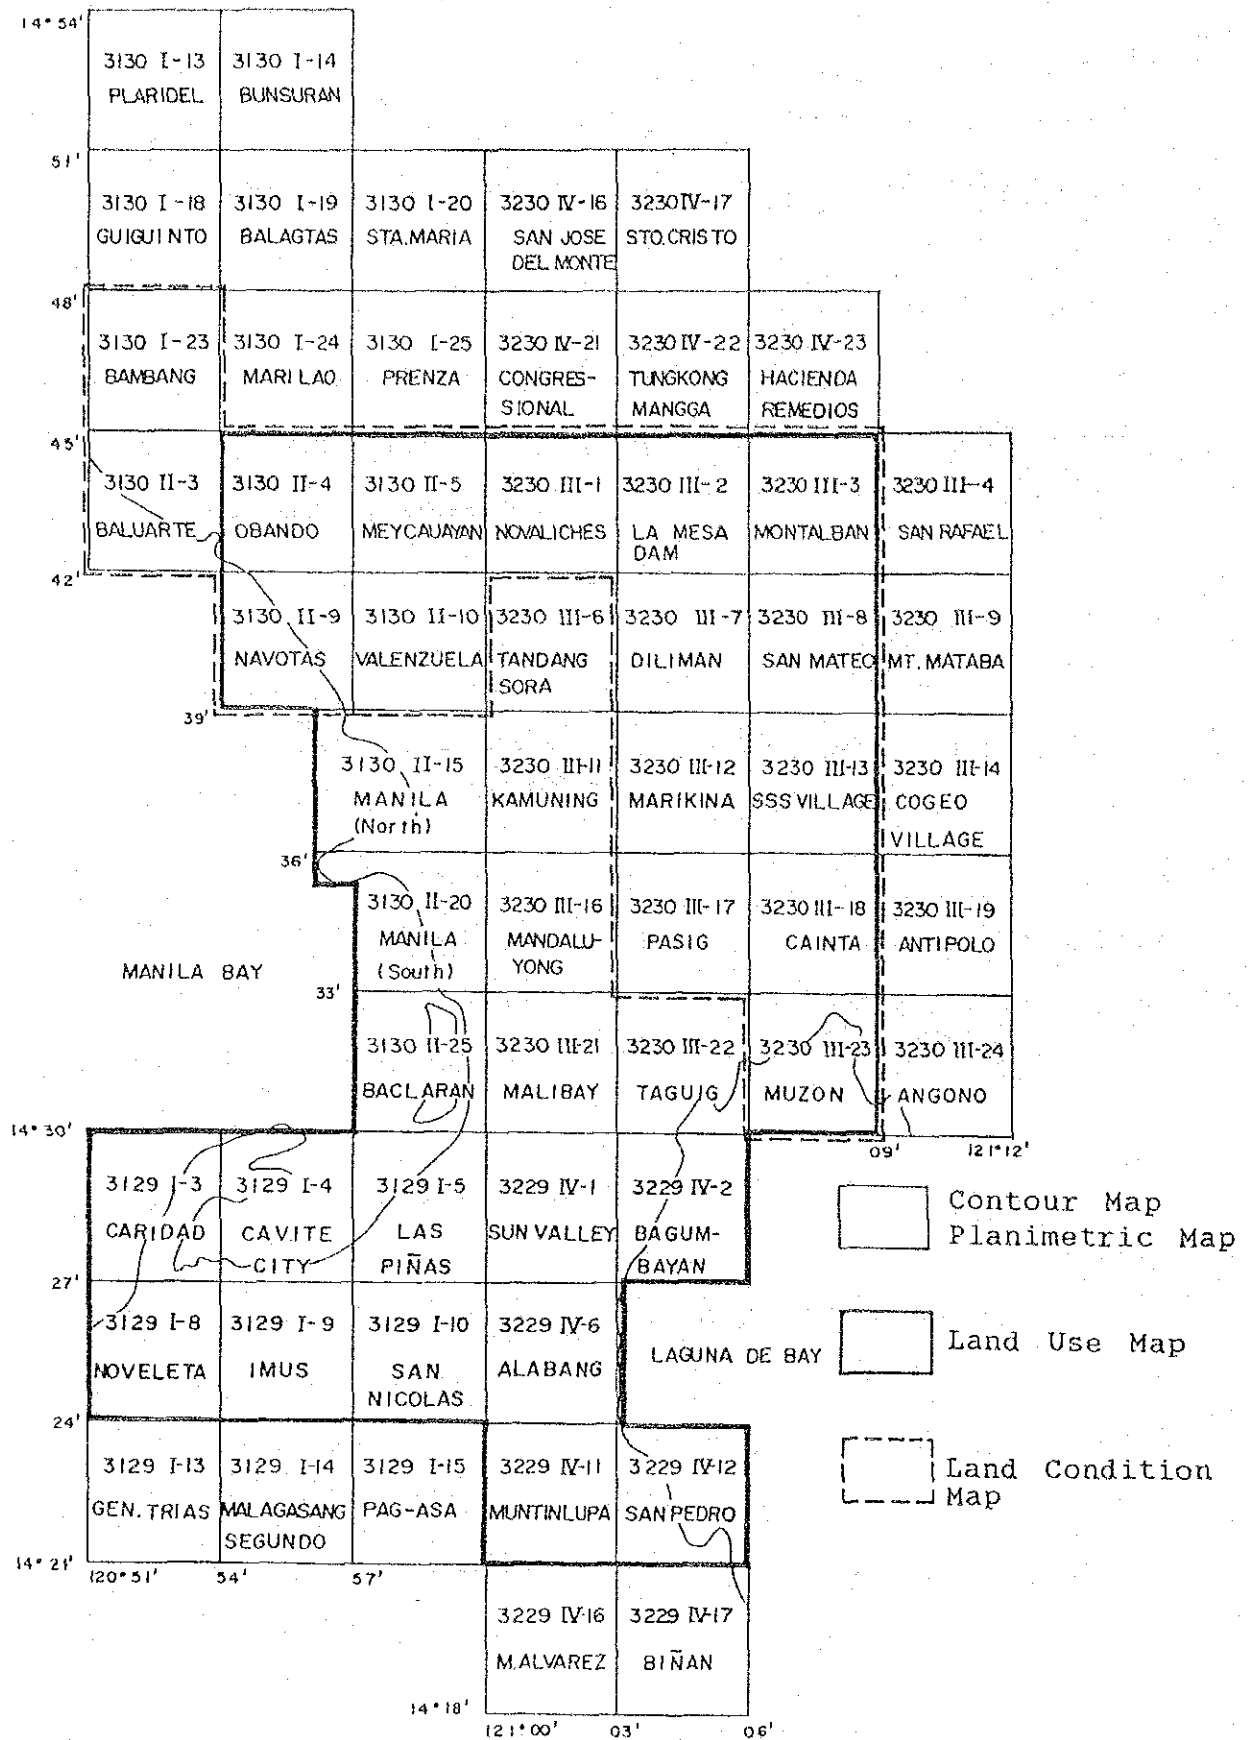 14°54'
3130 I-13 3130 I-14
PLARIDEL BUNSURAN
51'
3130 I-18 3130 I-19 3130 I-20 3230 IV-16 3230 IV-17
GUIGUINTO BALAGTAS STA.MARIA SAN JOSE STO.CRISTO
DEL MONTE
48'
3130 I-23 3130 I-24 3130 I-25 3230 IV-21 3230 IV-22 3230 IV-23
BAMBANG MARILAO PRENZA CONGRES- TUNGKONG HACIENDA
SIONAL MANGGA REMEDIOS
45'
3130 II-3 3130 II-4 3130 II-5 3230 III-1 3230 III-2 3230 III-3 3230 III-4
BALUARTE OBANDO MEYCAUAYAN NOVALICHES LA MESA MONTALBAN SAN RAFAEL
DAM
42'
3130 II-9 3130 II-10 3230 III-6 3230 III-7 3230 III-8 3230 III-9
NAVOTAS VALENZUELA TANDANG DILIMAN SAN MATEO MT. MATABA
SORA
39'
3130 II-15 3230 III-11 3230 III-12 3230 III-13 3230 III-14
MANILA KAMUNING MARIKINA SSS VILLAGE COGEO
(North) VILLAGE
36'
3130 II-20 3230 III-16 3230 III-17 3230 III-18 3230 III-19
MANILA MANDALU- PASIG CAINTA ANTIPOLO
(South) YONG
MANILA BAY
33'
3130 II-25 3230 III-21 3230 III-22 3230 III-23 3230 III-24
BACLARAN MALIBAY TAGUIG MUZON ANGONO
14°30'
09' 121°12'
3129 I-3 3129 I-4 3129 I-5 3229 IV-1 3229 IV-2
CARIDAD CAVITE LAS SUN VALLEY BAGUM-
CITY PIÑAS BAYAN
Contour Map
Planimetric Map
27'
3129 I-8 3129 I-9 3129 I-10 3229 IV-6
NOVELETA IMUS SAN ALABANG
NICOLAS
LAGUNA DE BAY
Land Use Map
24'
3129 I-13 3129 I-14 3129 I-15 3229 IV-11 3229 IV-12
GEN. TRIAS MALAGASANG PAG-ASA MUNTINLUPA SAN PEDRO
SEGUNDO
Land Condition
Map
14°21'
120°51' 54' 57'
3229 IV-16 3229 IV-17
M.ALVAREZ BIÑAN
14°18'
121°00' 03' 06'